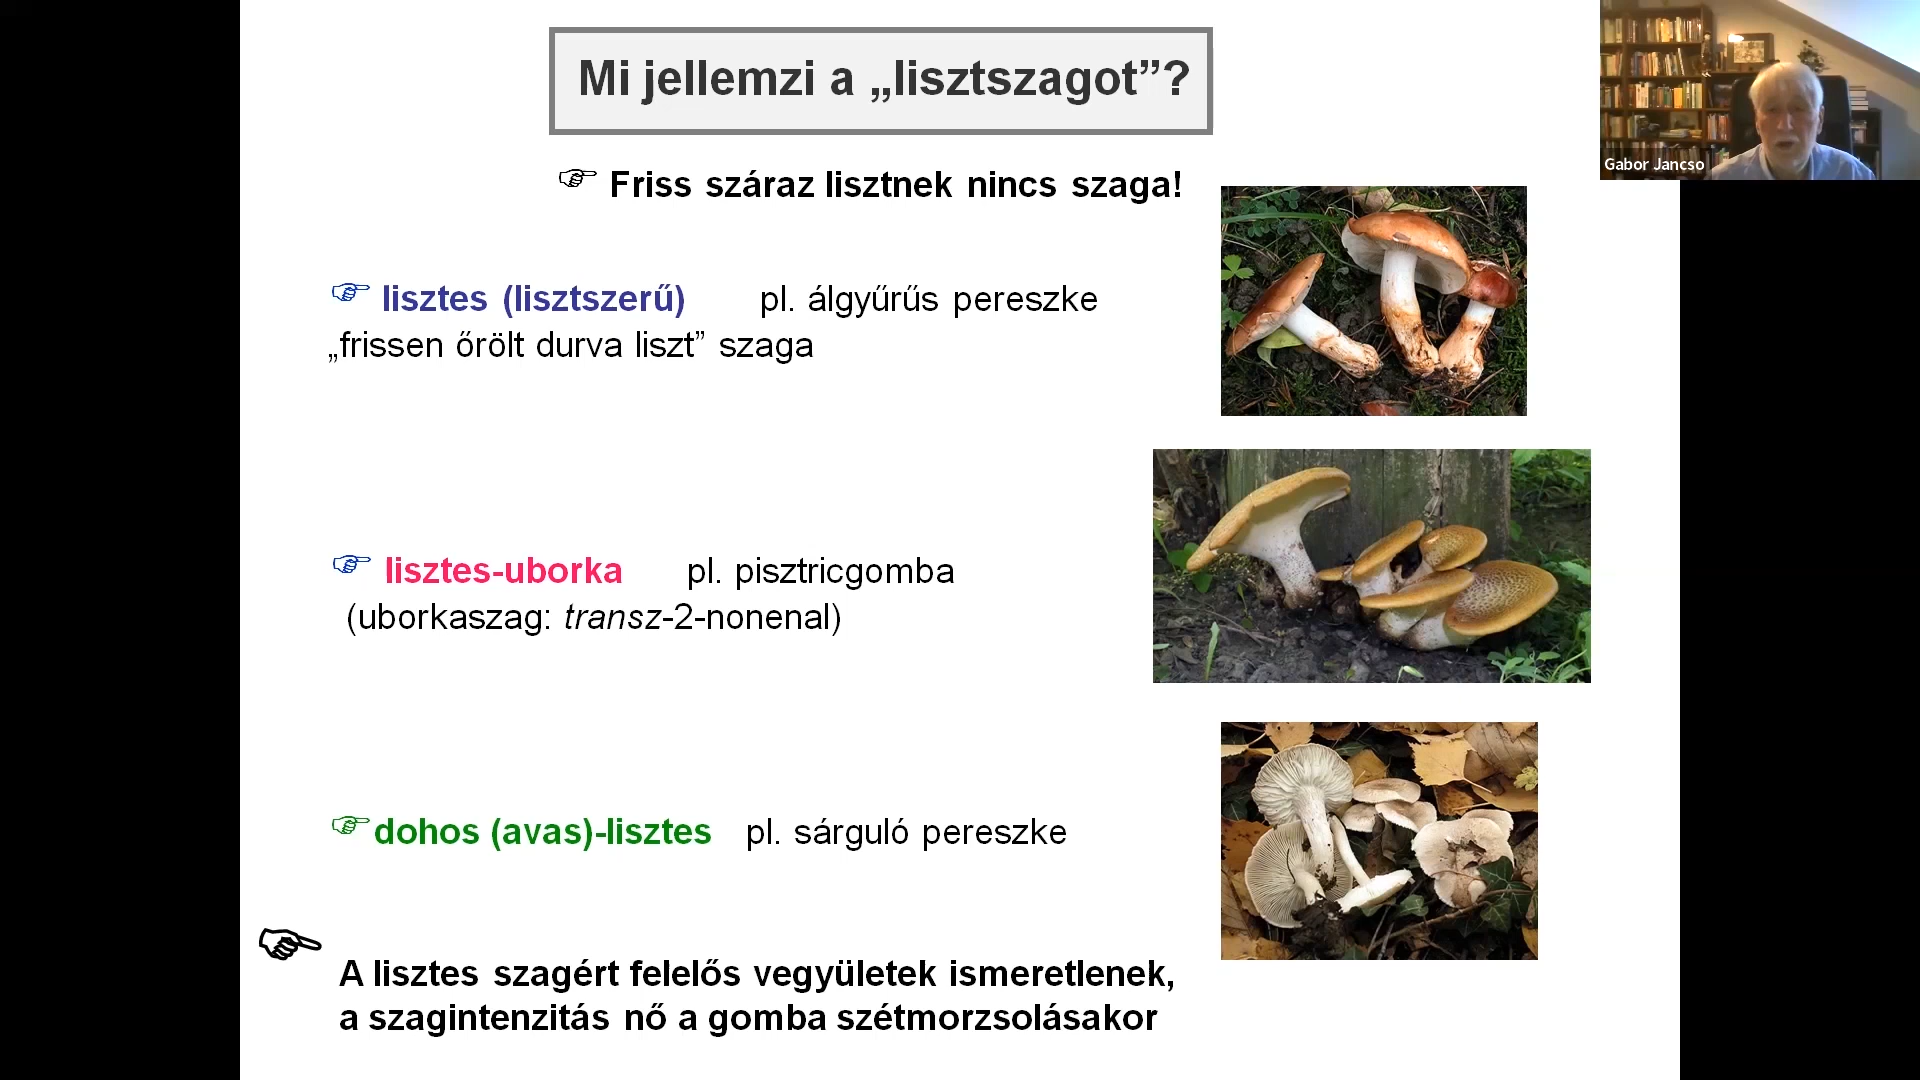 Mi jellemzi a „lisztszagot”?
Gabor Jancso
Friss száraz lisztnek nincs szaga!
lisztes (lisztszerű) pl. álgyűrűs pereszke
„frissen őrölt durva liszt” szaga
lisztes-uborka pl. pisztricgomba
(uborkaszag: transz-2-nonenal)
dohos (avas)-lisztes pl. sárguló pereszke
A lisztes szagért felelős vegyületek ismeretlenek,
a szagintenzitás nő a gomba szétmorzsolásakor